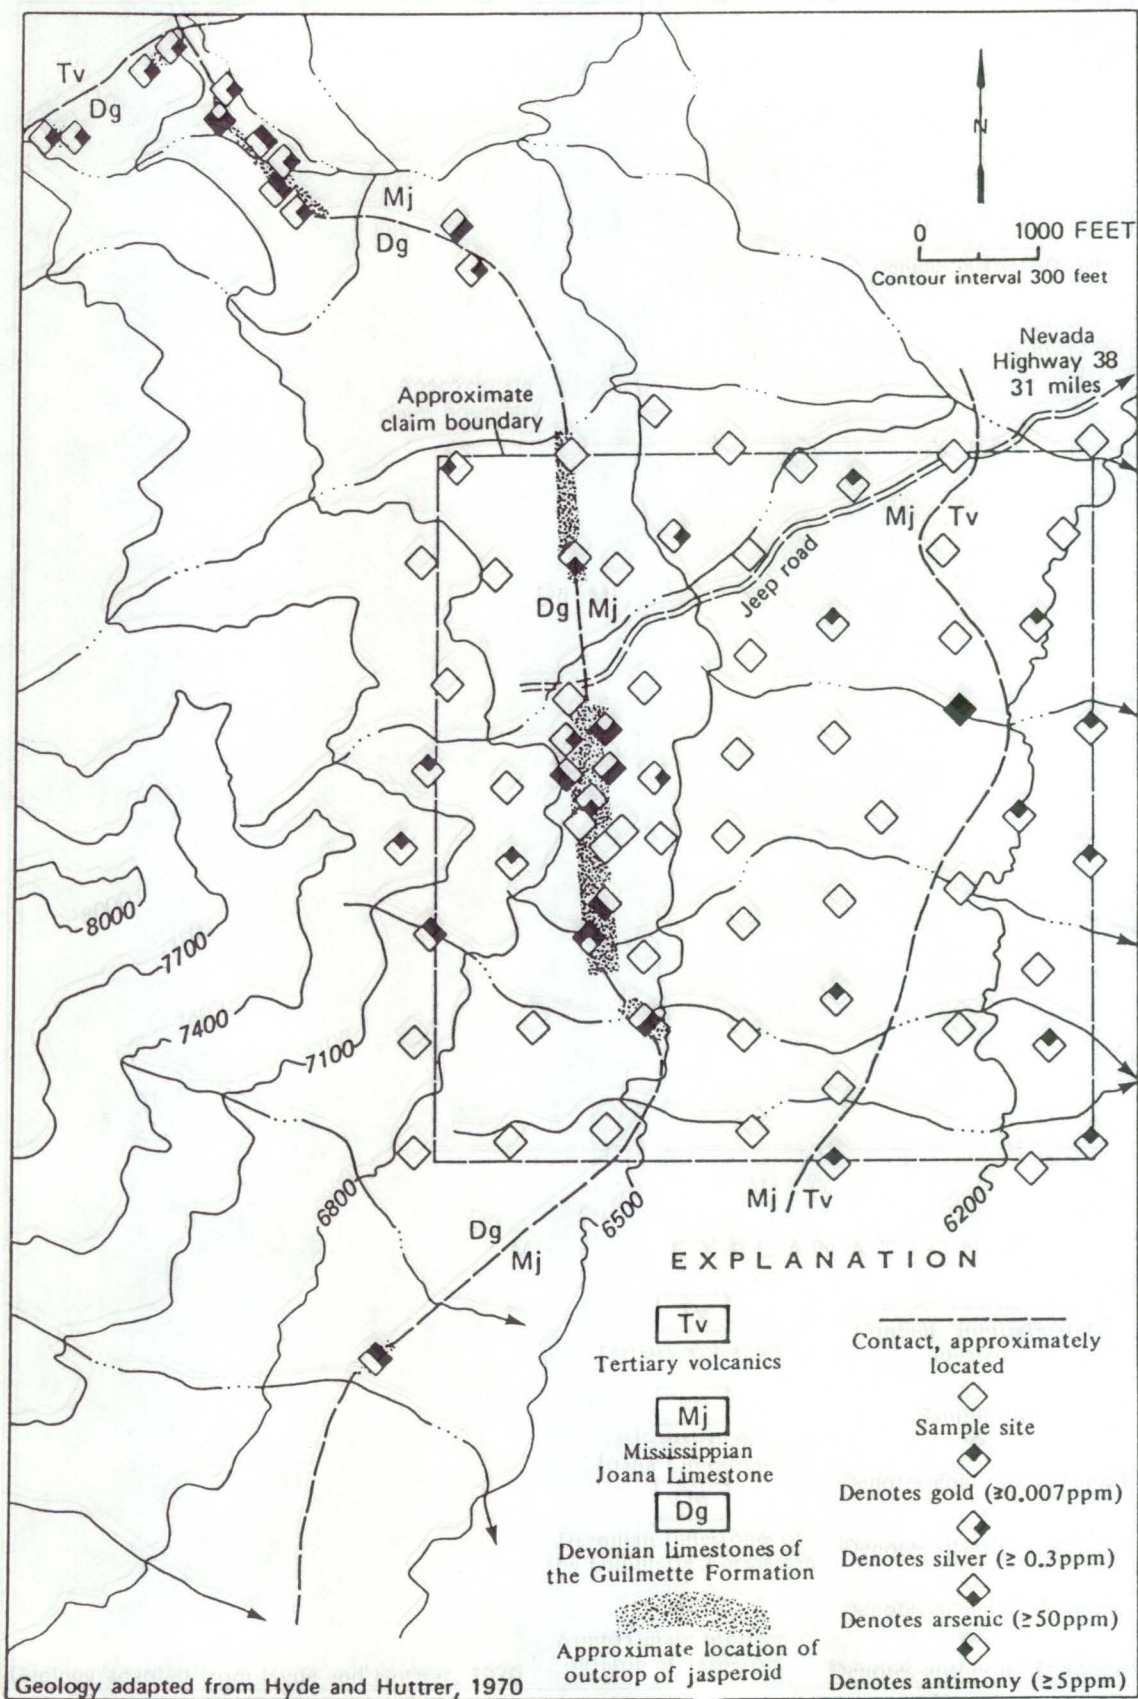 Tv
Dg
Mj
Dg
N
0 1000 FEET
Contour interval 300 feet
Nevada
Highway 38
31 miles
Approximate
claim boundary
Mj Tv
Jeep road
Dg Mj
8000
7700
7400
7100
6800
6500
6200
Mj / Tv
Dg
Mj
EXPLANATION
Tv
Tertiary volcanics
Mj
Mississippian
Joana Limestone
Dg
Devonian limestones of
the Guilmette Formation
Approximate location of
outcrop of jasperoid
Contact, approximately
located
Sample site
Denotes gold (≥0.007ppm)
Denotes silver (≥ 0.3ppm)
Denotes arsenic (≥50ppm)
Denotes antimony (≥5ppm)
Geology adapted from Hyde and Huttrer, 1970